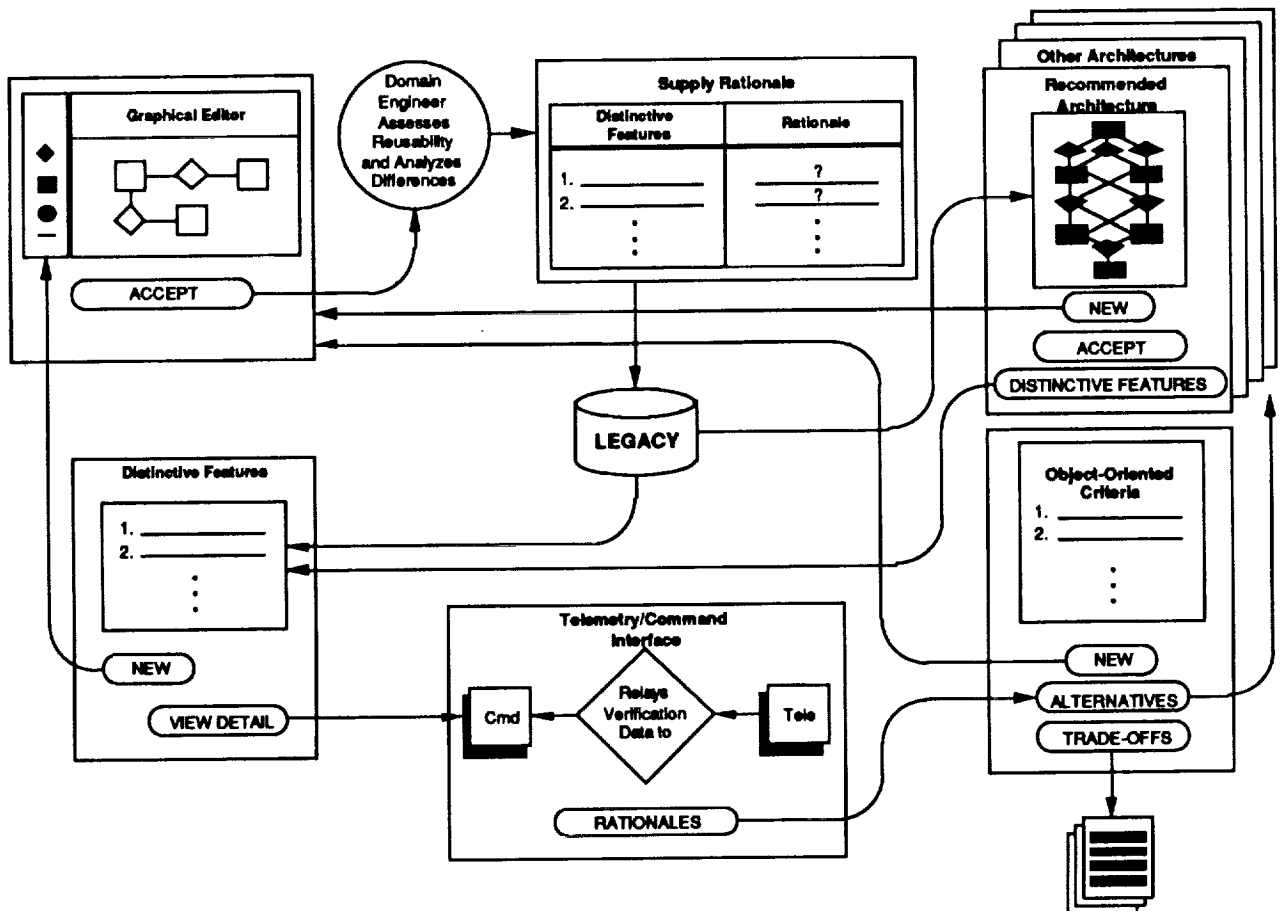 Graphical Editor
ACCEPT
Domain
Engineer
Assesses
Reusability
and Analyzes
Differences
Supply Rationale
Distinctive
Features
Rationale
1.
2.
?
?
Other Architectures
Recommended
Architecture
NEW
ACCEPT
DISTINCTIVE FEATURES
LEGACY
Distinctive Features
1.
2.
NEW
VIEW DETAIL
Telemetry/Command
Interface
Cmd
Relays
Verification
Data to
Tele
RATIONALES
Object-Oriented
Criteria
1.
2.
NEW
ALTERNATIVES
TRADE-OFFS